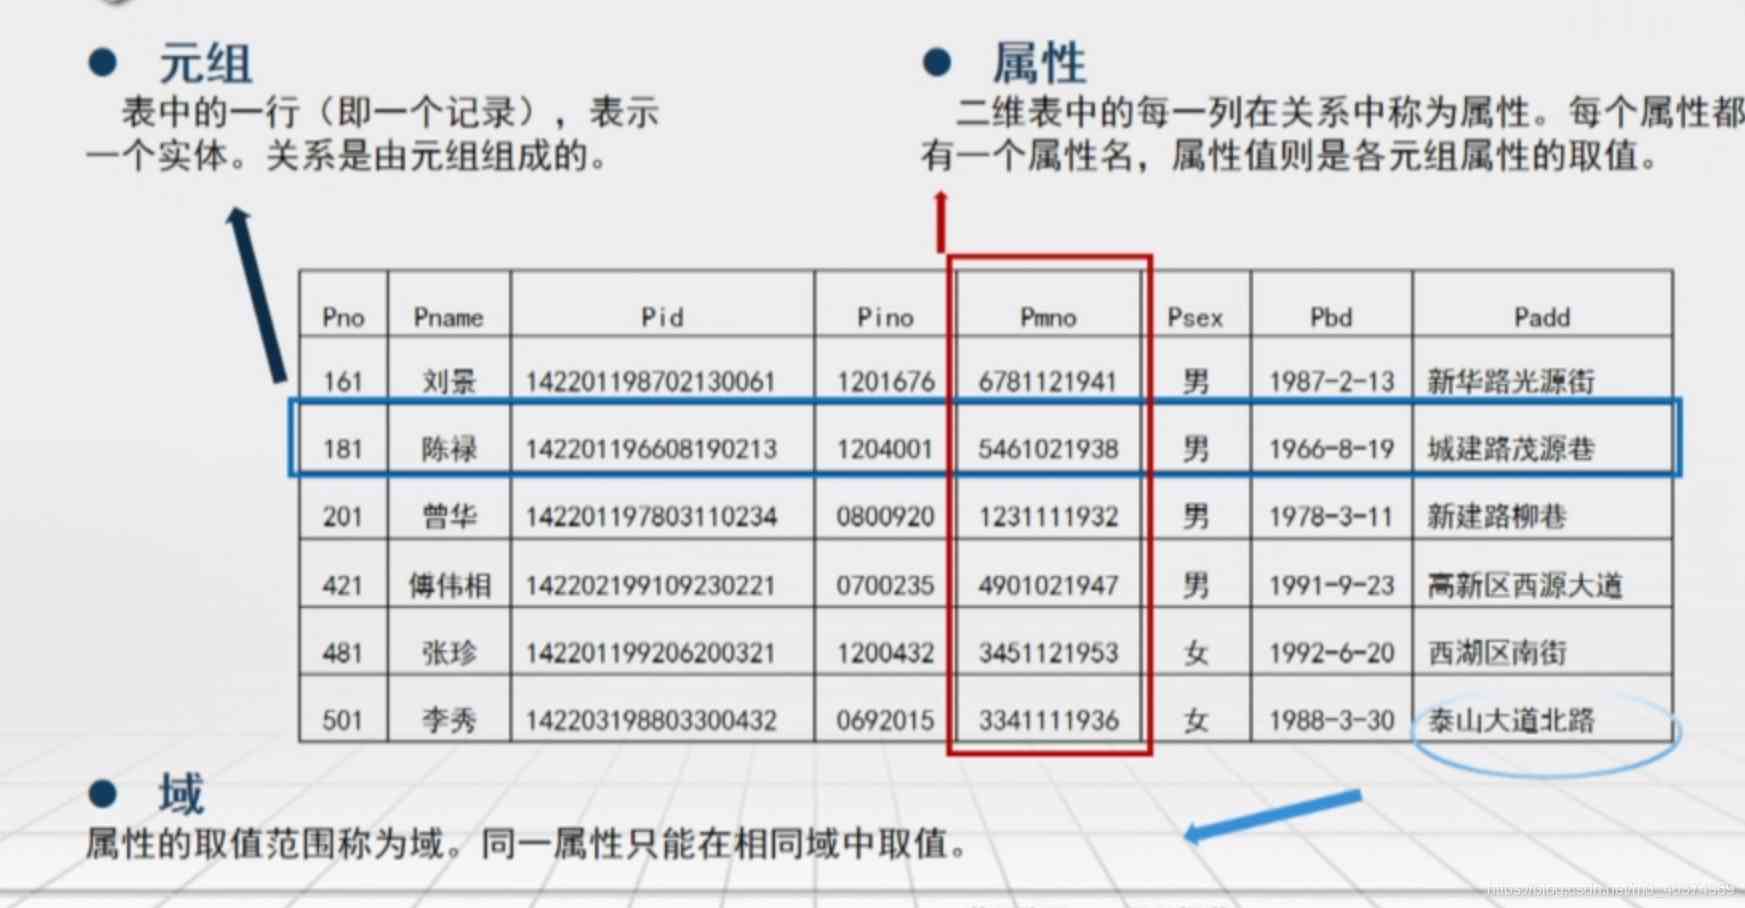 元组
表中的一行（即一个记录），表示
一个实体。关系是由元组组成的。
属性
二维表中的每一列在关系中称为属性。每个属性都
有一个属性名，属性值则是各元组属性的取值。
Pno Pname Pid Pino Pmno Psex Pbd Padd
161 刘景 142201198702130061 1201676 6781121941 男 1987-2-13 新华路光源街
181 陈禄 142201196608190213 1204001 5461021938 男 1966-8-19 城建路茂源巷
201 曾华 142201197803110234 0800920 1231111932 男 1978-3-11 新建路柳巷
421 傅伟相 142202199109230221 0700235 4901021947 男 1991-9-23 高新区西源大道
481 张珍 142201199206200321 1200432 3451121953 女 1992-6-20 西湖区南街
501 李秀 142203198803300432 0692015 3341111936 女 1988-3-30 泰山大道北路
域
属性的取值范围称为域。同一属性只能在相同域中取值。